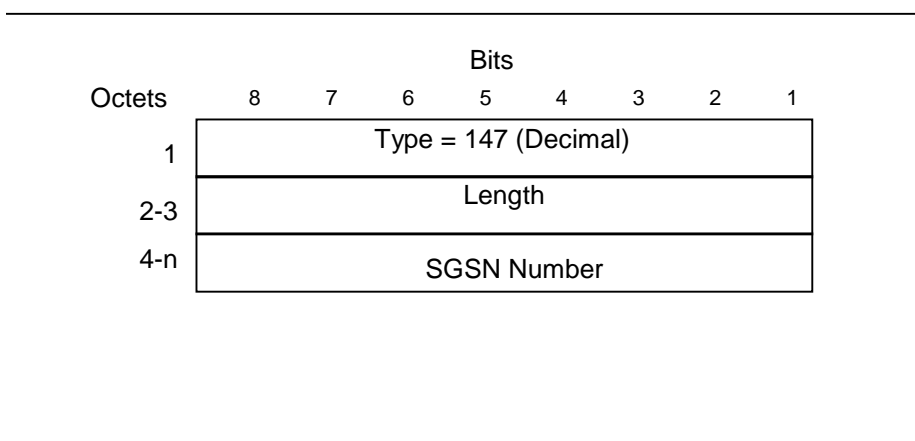 Bits
Octets 8 7 6 5 4 3 2 1
1 Type = 147 (Decimal)
2-3 Length
4-n SGSN Number